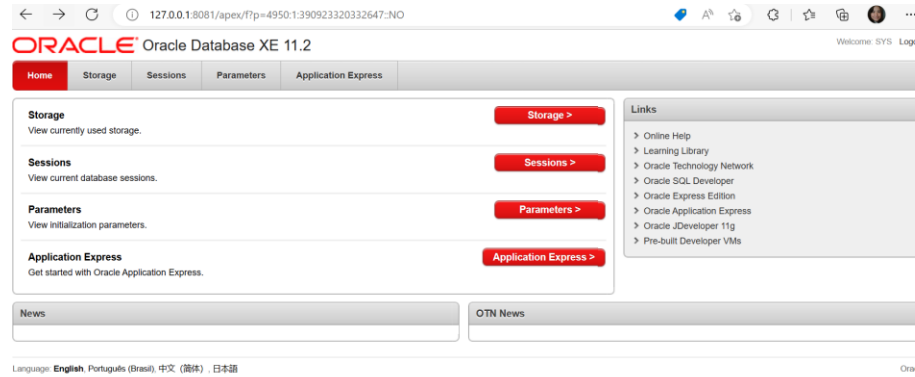 127.0.0.1:8081/apex/f?p=4950:1:390923320332647::NO
ORACLE Oracle Database XE 11.2
Welcome: SYS Logo
Home Storage Sessions Parameters Application Express
Storage
View currently used storage.
Storage >
Sessions
View current database sessions.
Sessions >
Parameters
View initialization parameters.
Parameters >
Application Express
Get started with Oracle Application Express.
Application Express >
Links
Online Help
Learning Library
Oracle Technology Network
Oracle SQL Developer
Oracle Express Edition
Oracle Application Express
Oracle JDeveloper 11g
Pre-built Developer VMs
News
OTN News
Language: English, Português (Brasil), 中文 (简体) , 日本語
Ora